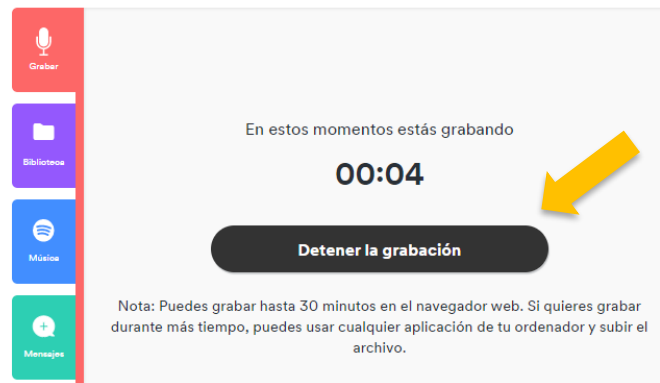 Grabar
Biblioteca
Música
Mensajes
En estos momentos estás grabando
00:04
Detener la grabación
Nota: Puedes grabar hasta 30 minutos en el navegador web. Si quieres grabar
durante más tiempo, puedes usar cualquier aplicación de tu ordenador y subir el
archivo.